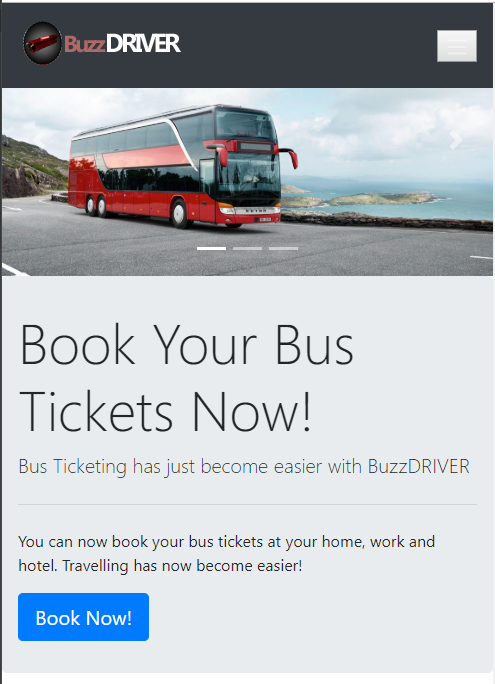 BuzzDRIVER
Book Your Bus
Tickets Now!
Bus Ticketing has just become easier with BuzzDRIVER
You can now book your bus tickets at your home, work and
hotel. Travelling has now become easier!
Book Now!